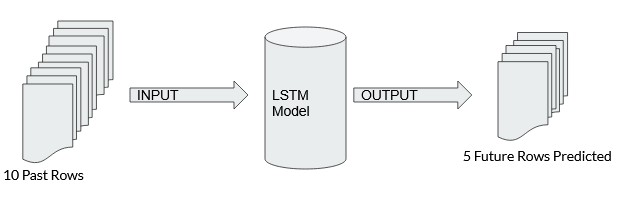 INPUT
LSTM
Model
OUTPUT
10 Past Rows
5 Future Rows Predicted